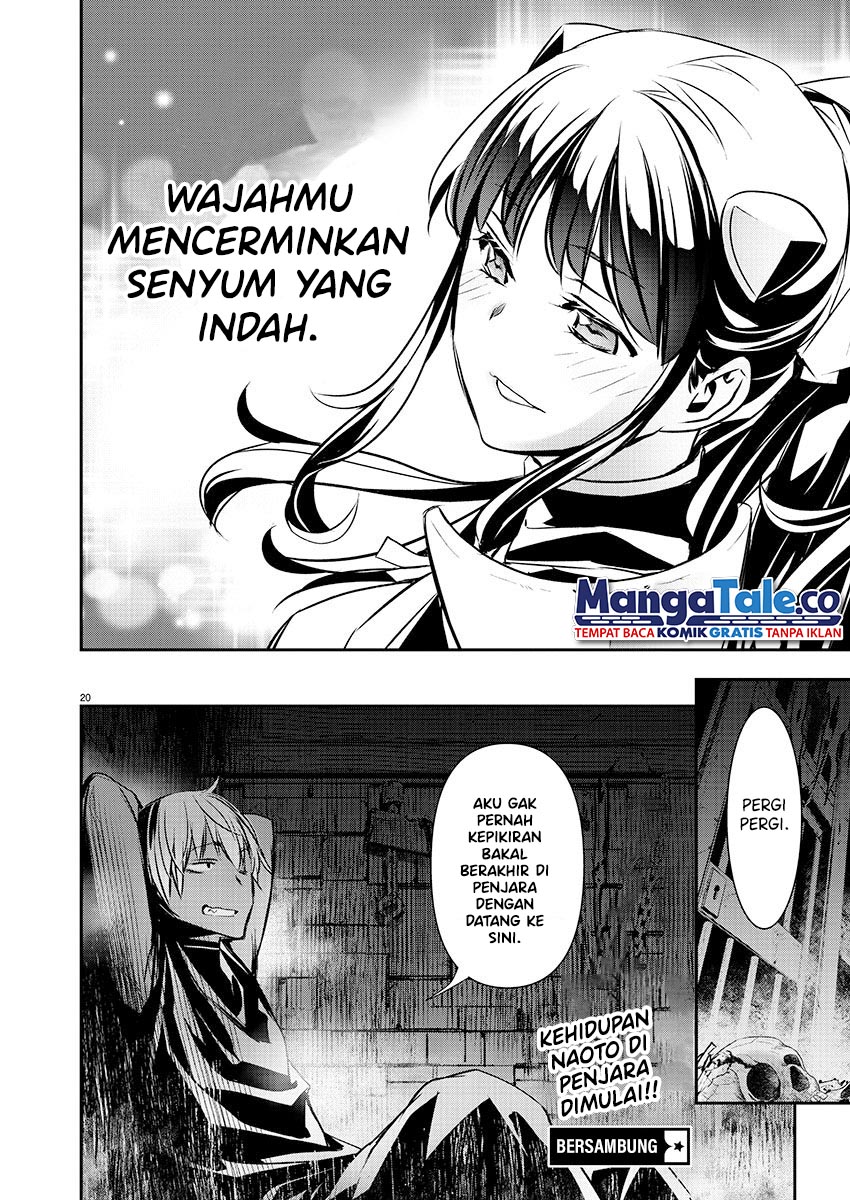 WAJAHMU
MENCERMINKAN
SENYUM YANG
INDAH.
MangaTale.co
TEMPAT BACA KOMIK GRATIS TANPA IKLAN
20
PERGI
PERGI.
AKU GAK
PERNAH
KEPIKIRAN
BAKAL
BERAKHIR DI
PENJARA
DENGAN
DATANG KE
SINI.
KEHIDUPAN
NAOTO DI
PENJARA
DIMULAI!!
BERSAMBUNG